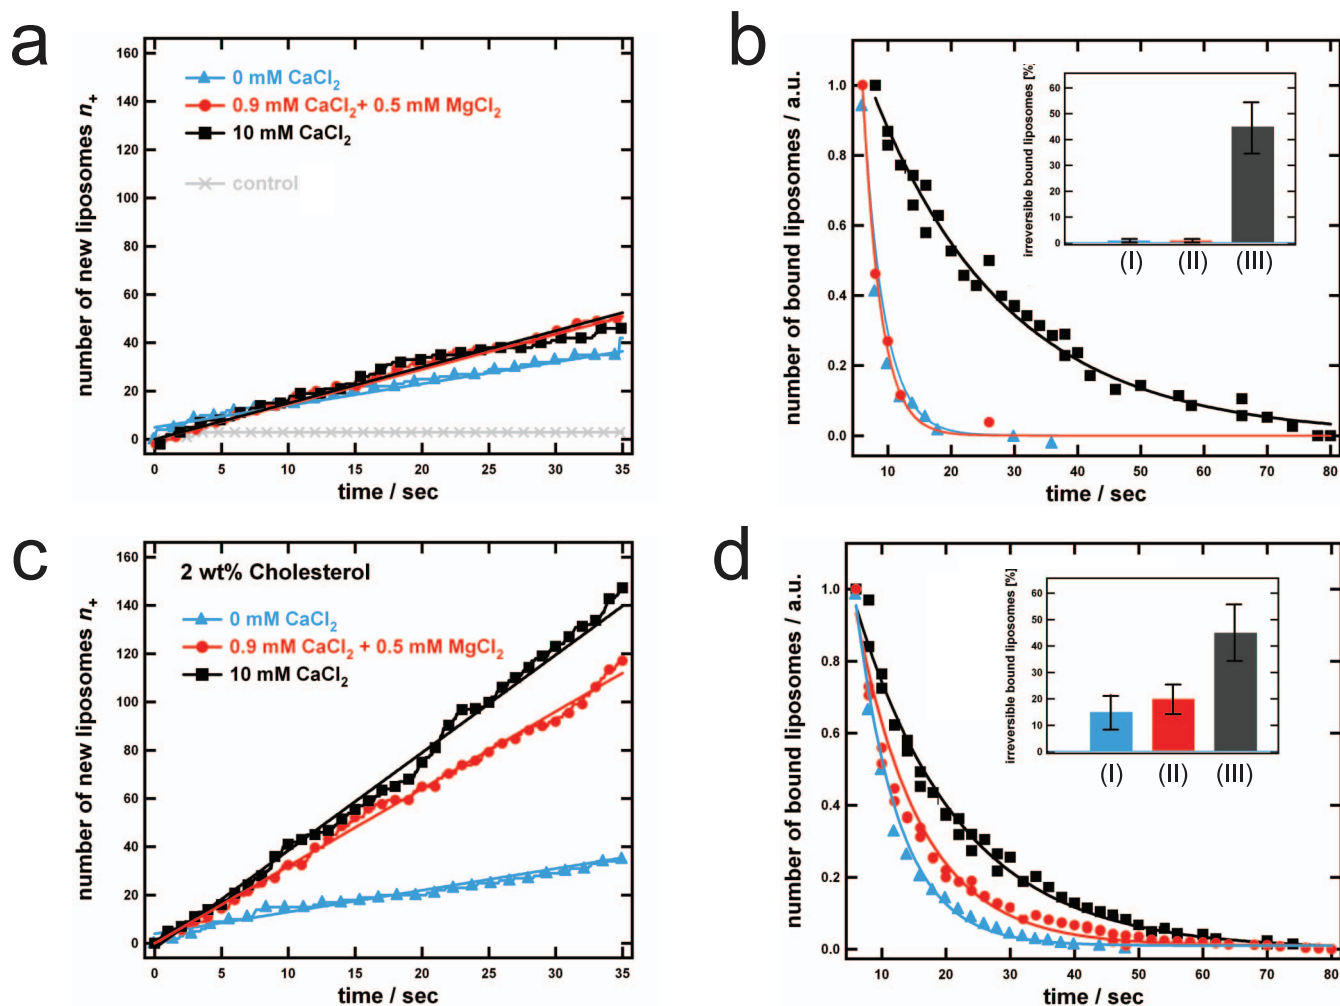 a
number of new liposomes n+
160
140
120
100
80
60
40
20
0
0 mM CaCl2
0.9 mM CaCl2+ 0.5 mM MgCl2
10 mM CaCl2
control
0 5 10 15 20 25 30 35
time / sec
b
number of bound liposomes / a.u.
1.0
0.8
0.6
0.4
0.2
0.0
irreversible bound liposomes [%]
60
50
40
30
20
10
0
(I) (II) (III)
10 20 30 40 50 60 70 80
time / sec
c
number of new liposomes n+
160
140
120
100
80
60
40
20
0
2 wt% Cholesterol
0 mM CaCl2
0.9 mM CaCl2 + 0.5 mM MgCl2
10 mM CaCl2
0 5 10 15 20 25 30 35
time / sec
d
number of bound liposomes / a.u.
1.0
0.8
0.6
0.4
0.2
0.0
irreversible bound liposomes [%]
60
50
40
30
20
10
0
(I) (II) (III)
10 20 30 40 50 60 70 80
time / sec